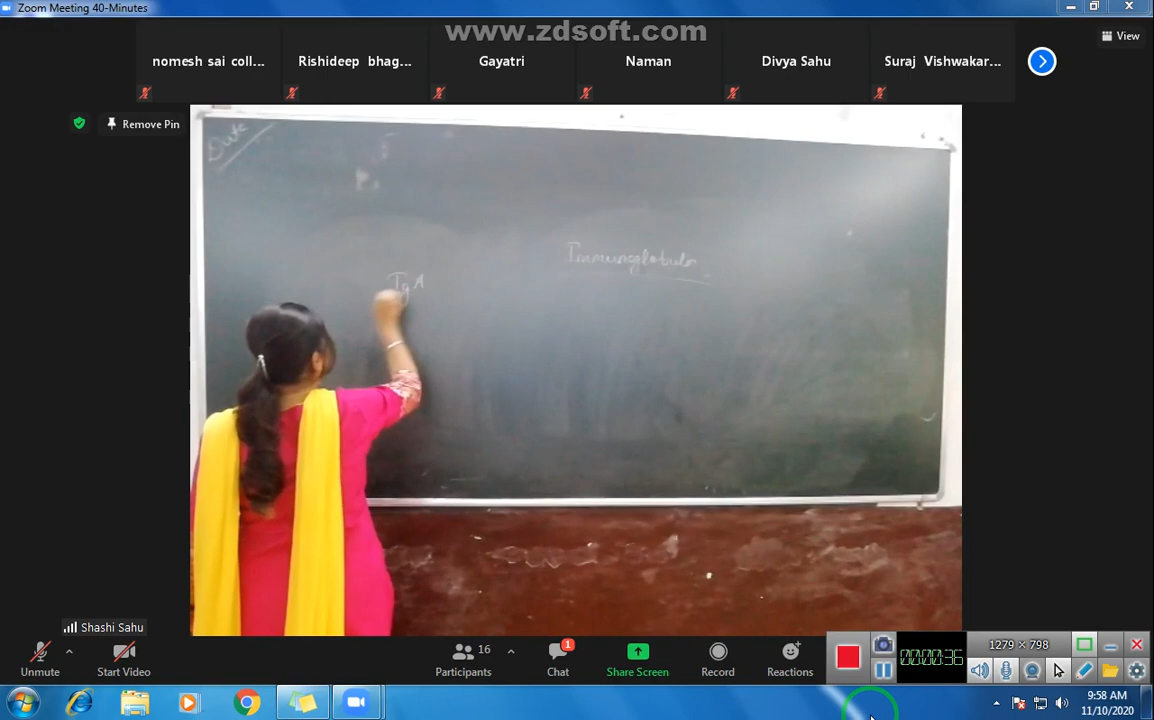 Zoom Meeting 40-Minutes
www.zdsoft.com
View
nomesh sai coll...
Rishideep bhag...
Gayatri
Naman
Divya Sahu
Suraj Vishwakar...
Remove Pin
Date
Immunoglobulin
IgA
Shashi Sahu
Unmute
Start Video
Participants
16
Chat
1
Share Screen
Record
Reactions
1279 × 798
00:00:36
9:58 AM
11/10/2020